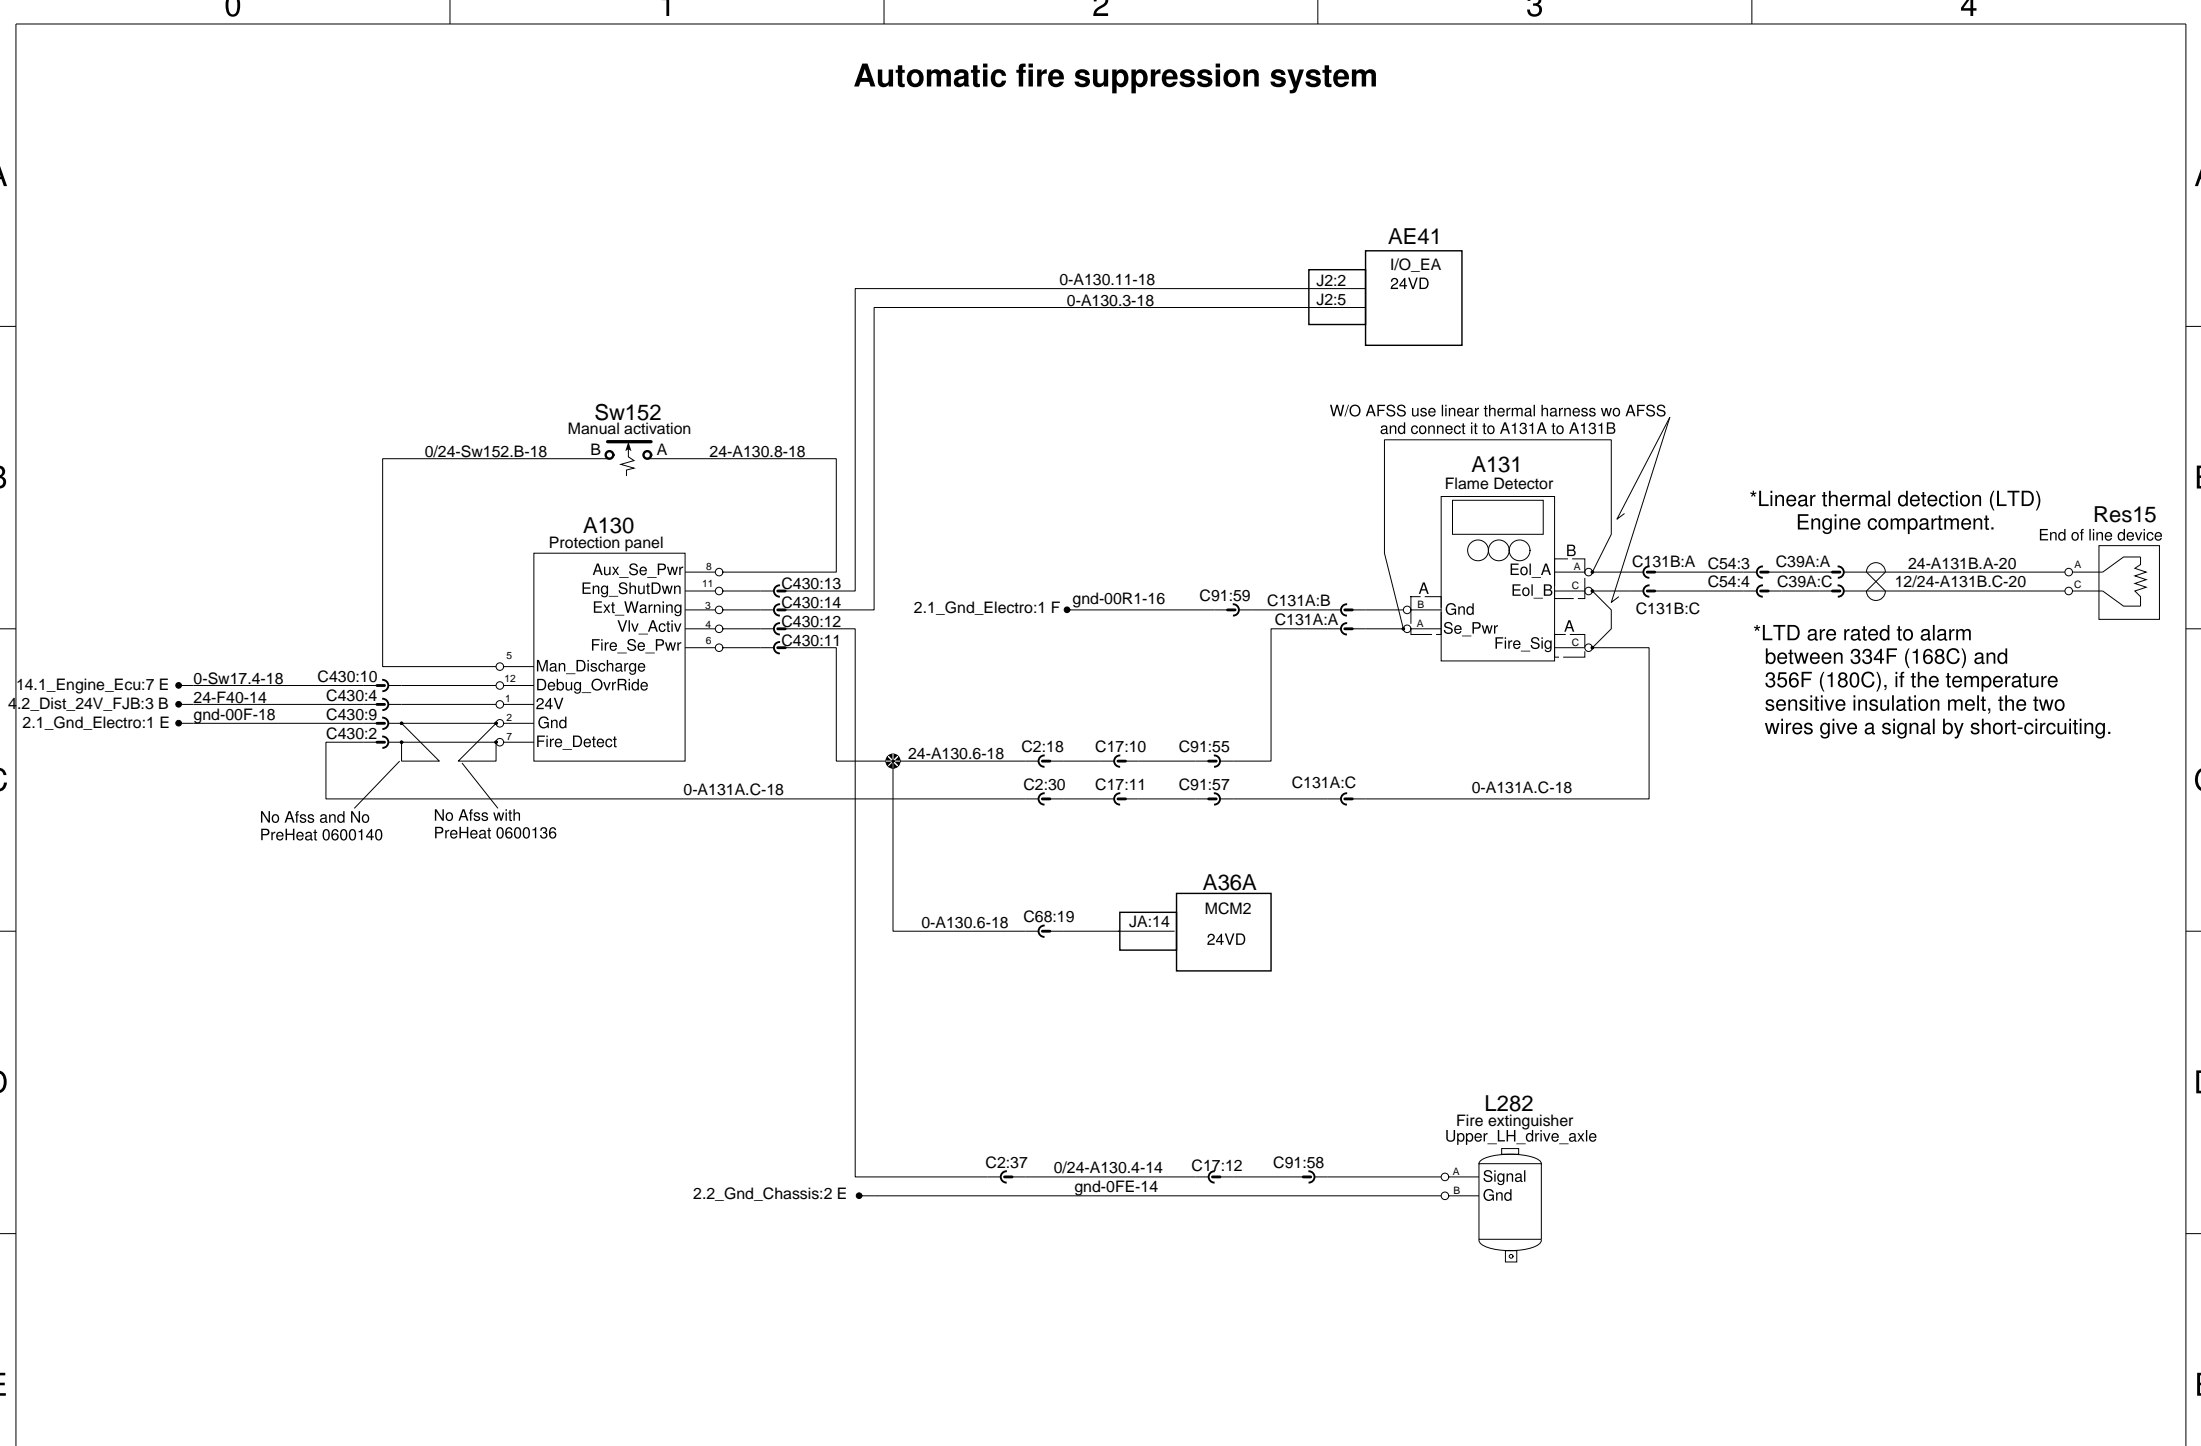 0 1 2 3 4
Automatic fire suppression system
A
AE41
I/O_EA
24VD
J2:2
J2:5
0-A130.11-18
0-A130.3-18
Sw152
Manual activation
0/24-Sw152.B-18
B
A
24-A130.8-18
W/O AFSS use linear thermal harness wo AFSS
and connect it to A131A to A131B
A131
Flame Detector
B
A
Eol_A
C
Eol_B
A
B
Gnd
A
Se_Pwr
A
C
Fire_Sig
*Linear thermal detection (LTD)
Engine compartment.
Res15
End of line device
C131B:A
C54:3
C39A:A
24-A131B.A-20
A
C54:4
C39A:C
12/24-A131B.C-20
C
C131B:C
*LTD are rated to alarm
between 334F (168C) and
356F (180C), if the temperature
sensitive insulation melt, the two
wires give a signal by short-circuiting.
A130
Protection panel
Aux_Se_Pwr
8
Eng_ShutDwn
11
C430:13
Ext_Warning
3
C430:14
Vlv_Activ
4
C430:12
Fire_Se_Pwr
6
C430:11
5
Man_Discharge
14.1_Engine_Ecu:7 E
0-Sw17.4-18
C430:10
12
Debug_OvrRide
4.2_Dist_24V_FJB:3 B
24-F40-14
C430:4
1
24V
2.1_Gnd_Electro:1 E
gnd-00F-18
C430:9
2
Gnd
C430:2
7
Fire_Detect
2.1_Gnd_Electro:1 F
gnd-00R1-16
C91:59
C131A:B
C131A:A
24-A130.6-18
C2:18
C17:10
C91:55
0-A131A.C-18
C2:30
C17:11
C91:57
C131A:C
0-A131A.C-18
No Afss and No
PreHeat 0600140
No Afss with
PreHeat 0600136
A36A
MCM2
24VD
JA:14
0-A130.6-18
C68:19
L282
Fire extinguisher
Upper_LH_drive_axle
C2:37
0/24-A130.4-14
C17:12
C91:58
A
Signal
2.2_Gnd_Chassis:2 E
gnd-0FE-14
B
Gnd